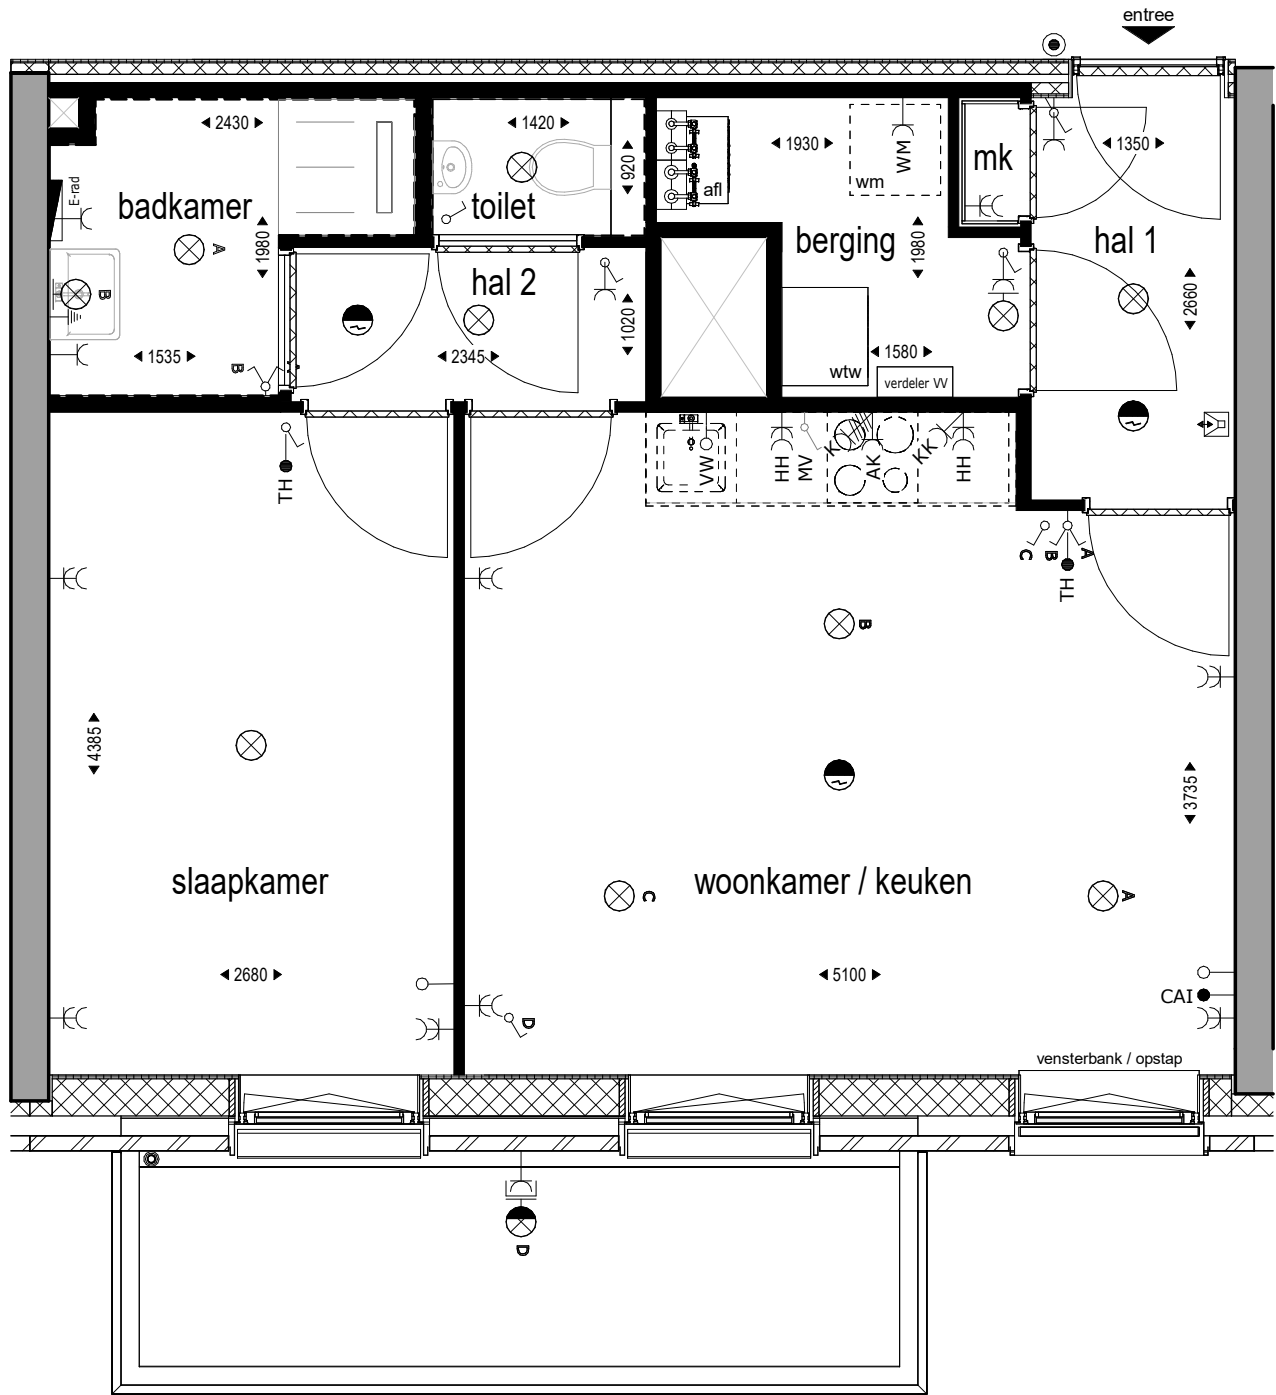 entree
2430
1420
920
1930
WM
wm
mk
1350
afl
E-rad
badkamer
toilet
A
1980
berging
1980
hal 1
hal 2
B
1020
2660
1535
2345
B
1580
wtw
verdeler VV
TH
VW
HH
MV
K
AK
KK
HH
C
B
A
TH
B
4385
3735
slaapkamer
woonkamer / keuken
C
A
2680
5100
CAI
D
vensterbank / opstap
D